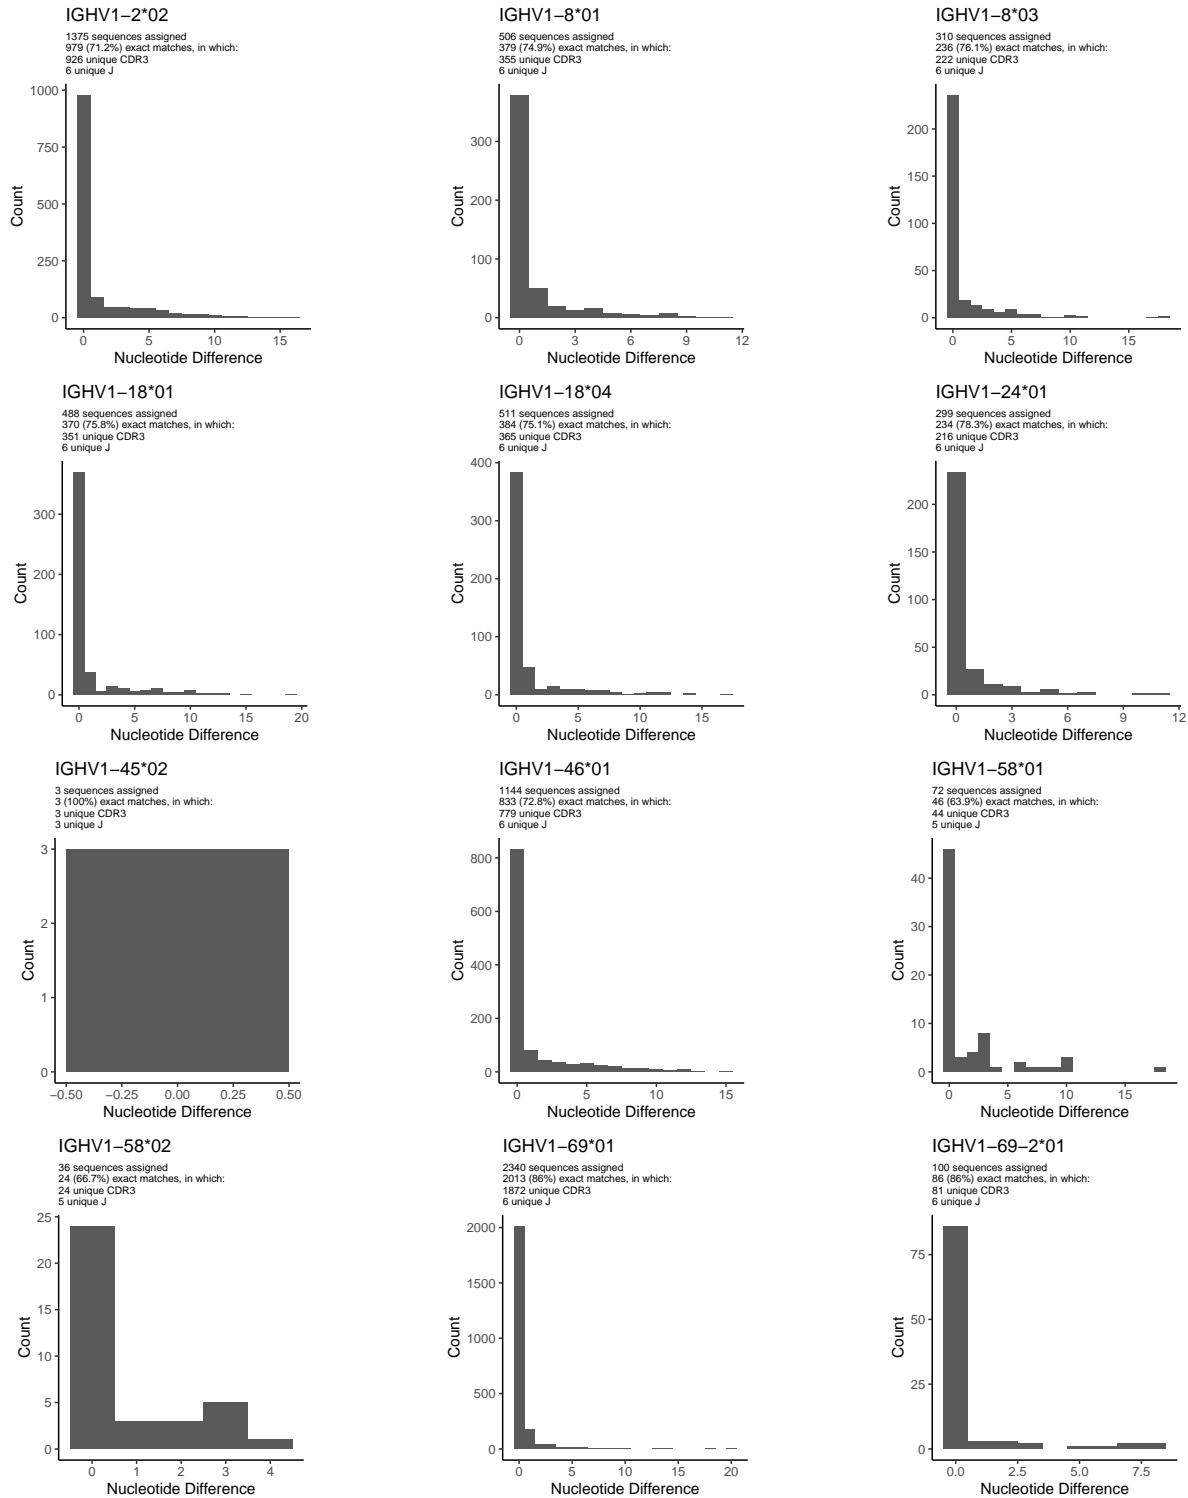 IGHV1−2*02
1375 sequences assigned
979 (71.2%) exact matches, in which:
926 unique CDR3
6 unique J
1000
750
500
250
0
Count
0 5 10 15
Nucleotide Difference
IGHV1−8*01
506 sequences assigned
379 (74.9%) exact matches, in which:
355 unique CDR3
6 unique J
300
200
100
0
Count
0 3 6 9 12
Nucleotide Difference
IGHV1−8*03
310 sequences assigned
236 (76.1%) exact matches, in which:
222 unique CDR3
6 unique J
200
150
100
50
0
Count
0 5 10 15
Nucleotide Difference
IGHV1−18*01
488 sequences assigned
370 (75.8%) exact matches, in which:
351 unique CDR3
6 unique J
300
200
100
0
Count
0 5 10 15 20
Nucleotide Difference
IGHV1−18*04
511 sequences assigned
384 (75.1%) exact matches, in which:
365 unique CDR3
6 unique J
400
300
200
100
0
Count
0 5 10 15
Nucleotide Difference
IGHV1−24*01
299 sequences assigned
234 (78.3%) exact matches, in which:
216 unique CDR3
6 unique J
200
150
100
50
0
Count
0 3 6 9 12
Nucleotide Difference
IGHV1−45*02
3 sequences assigned
3 (100%) exact matches, in which:
3 unique CDR3
3 unique J
3
2
1
0
Count
−0.50 −0.25 0.00 0.25 0.50
Nucleotide Difference
IGHV1−46*01
1144 sequences assigned
833 (72.8%) exact matches, in which:
779 unique CDR3
6 unique J
800
600
400
200
0
Count
0 5 10 15
Nucleotide Difference
IGHV1−58*01
72 sequences assigned
46 (63.9%) exact matches, in which:
44 unique CDR3
5 unique J
40
30
20
10
0
Count
0 5 10 15
Nucleotide Difference
IGHV1−58*02
36 sequences assigned
24 (66.7%) exact matches, in which:
24 unique CDR3
5 unique J
25
20
15
10
5
0
Count
0 1 2 3 4
Nucleotide Difference
IGHV1−69*01
2340 sequences assigned
2013 (86%) exact matches, in which:
1872 unique CDR3
6 unique J
2000
1500
1000
500
0
Count
0 5 10 15 20
Nucleotide Difference
IGHV1−69−2*01
100 sequences assigned
86 (86%) exact matches, in which:
81 unique CDR3
6 unique J
75
50
25
0
Count
0.0 2.5 5.0 7.5
Nucleotide Difference